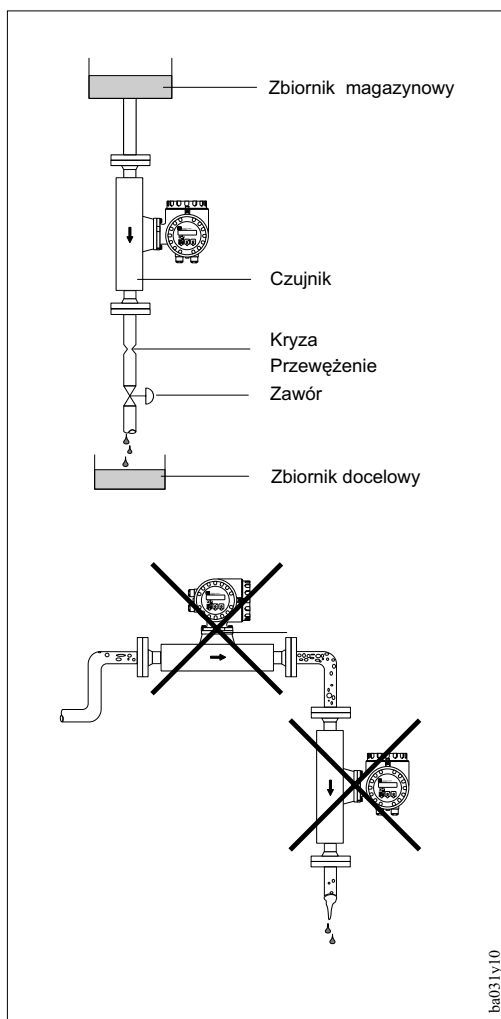 Zbiornik magazynowy
Czujnik
Kryza
Przewężenie
Zawór
Zbiornik docelowy
ba031y10